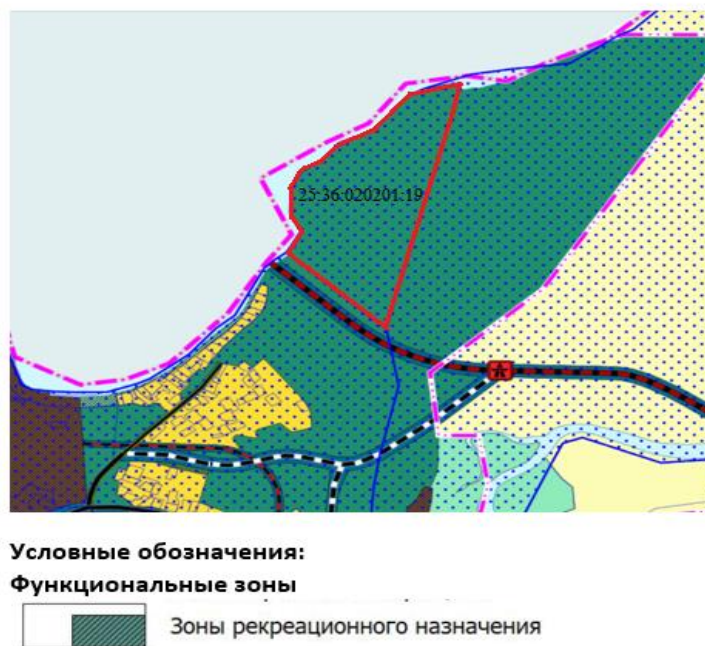 25:36:020201:19
Условные обозначения:
Функциональные зоны
Зоны рекреационного назначения